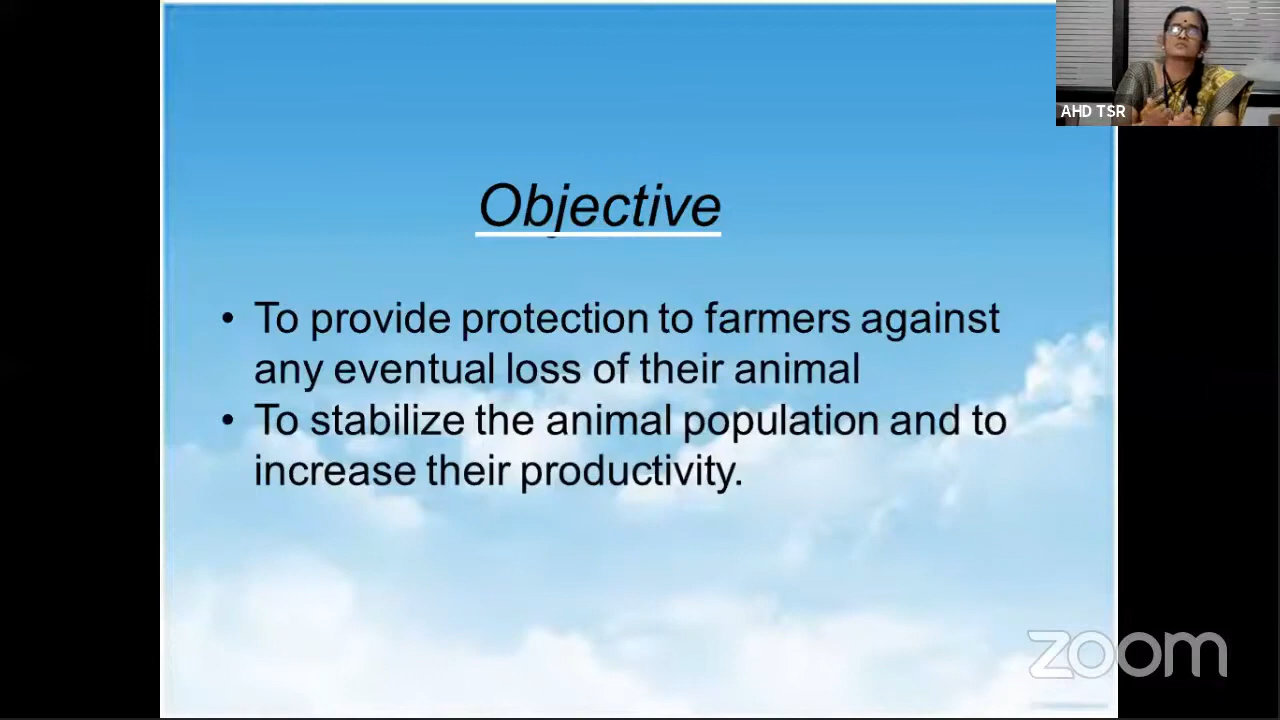 AHD TSR
Objective
• To provide protection to farmers against
any eventual loss of their animal
• To stabilize the animal population and to
increase their productivity.
zoom